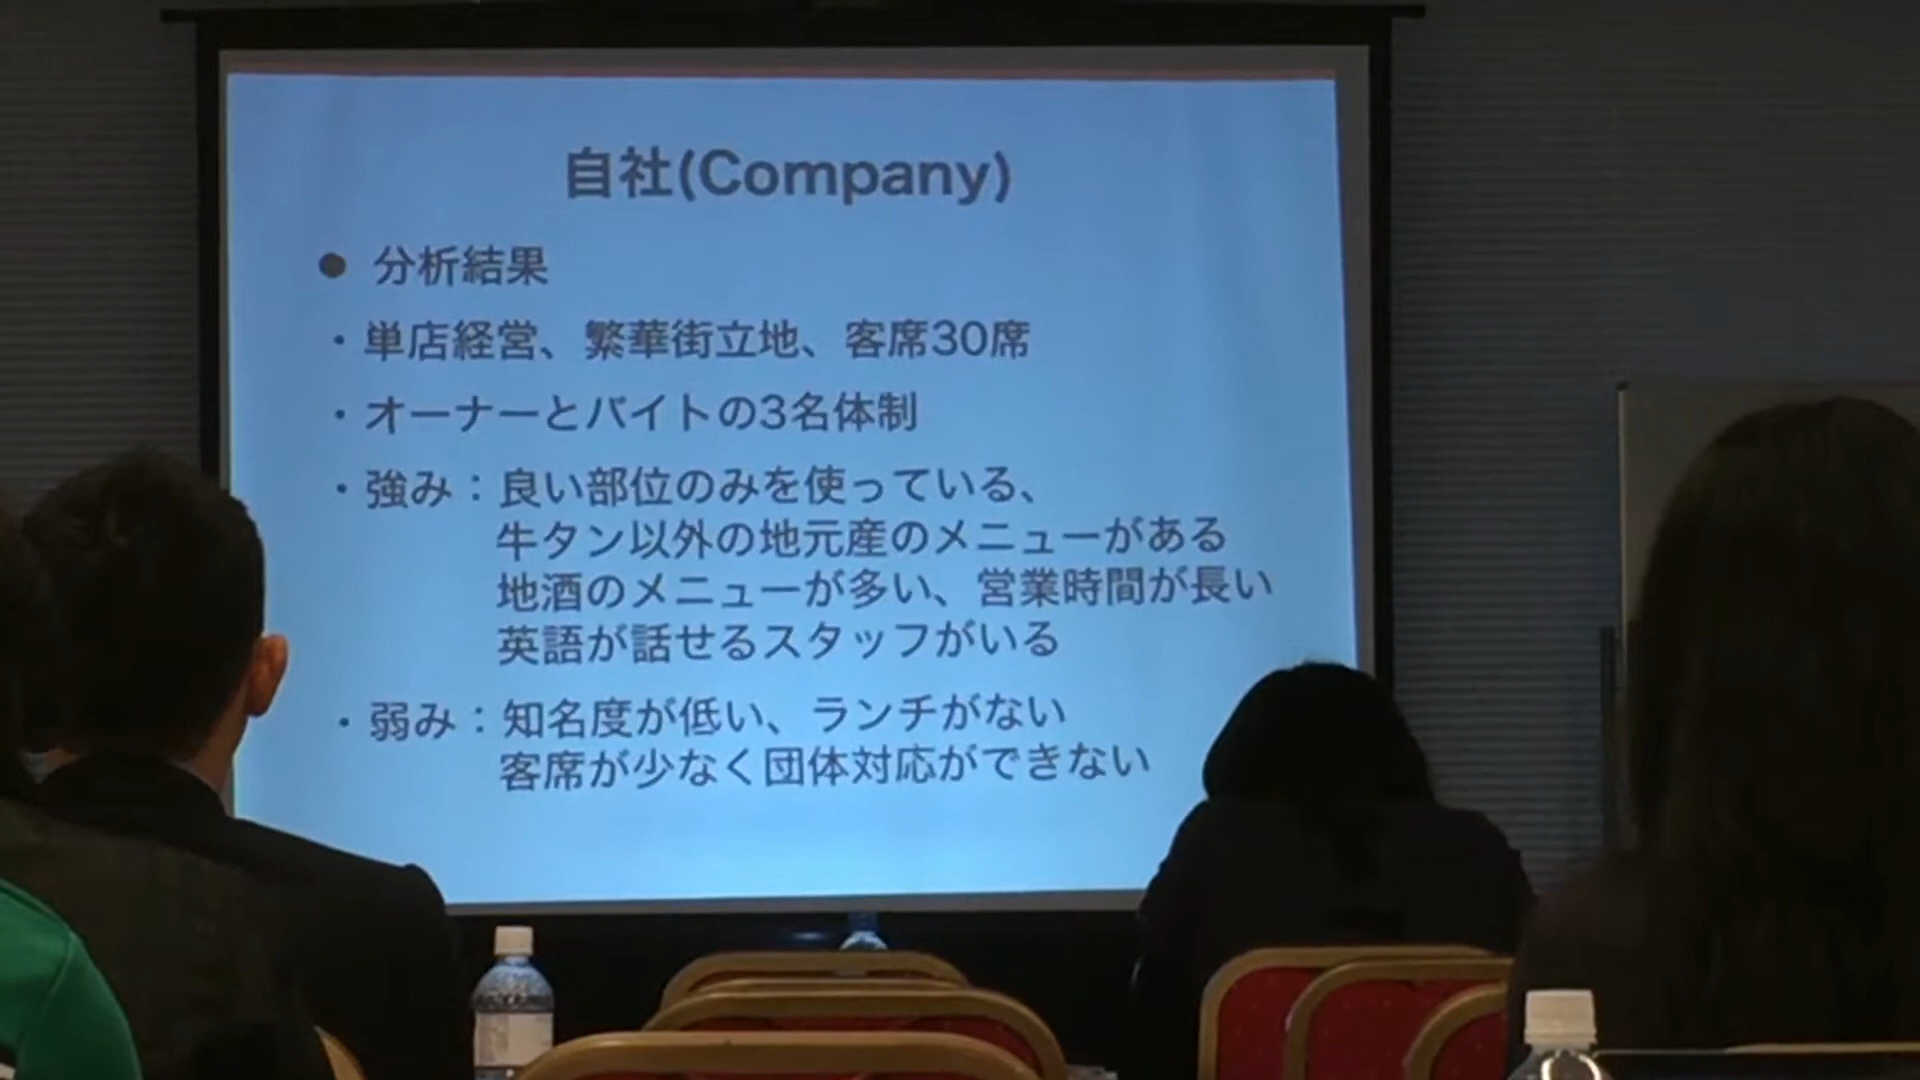 自社(Company)
● 分析結果
・単店経営、繁華街立地、客席30席
・オーナーとバイトの3名体制
・強み：良い部位のみを使っている、
牛タン以外の地元産のメニューがある
地酒のメニューが多い、営業時間が長い
英語が話せるスタッフがいる
・弱み：知名度が低い、ランチがない
客席が少なく団体対応ができない